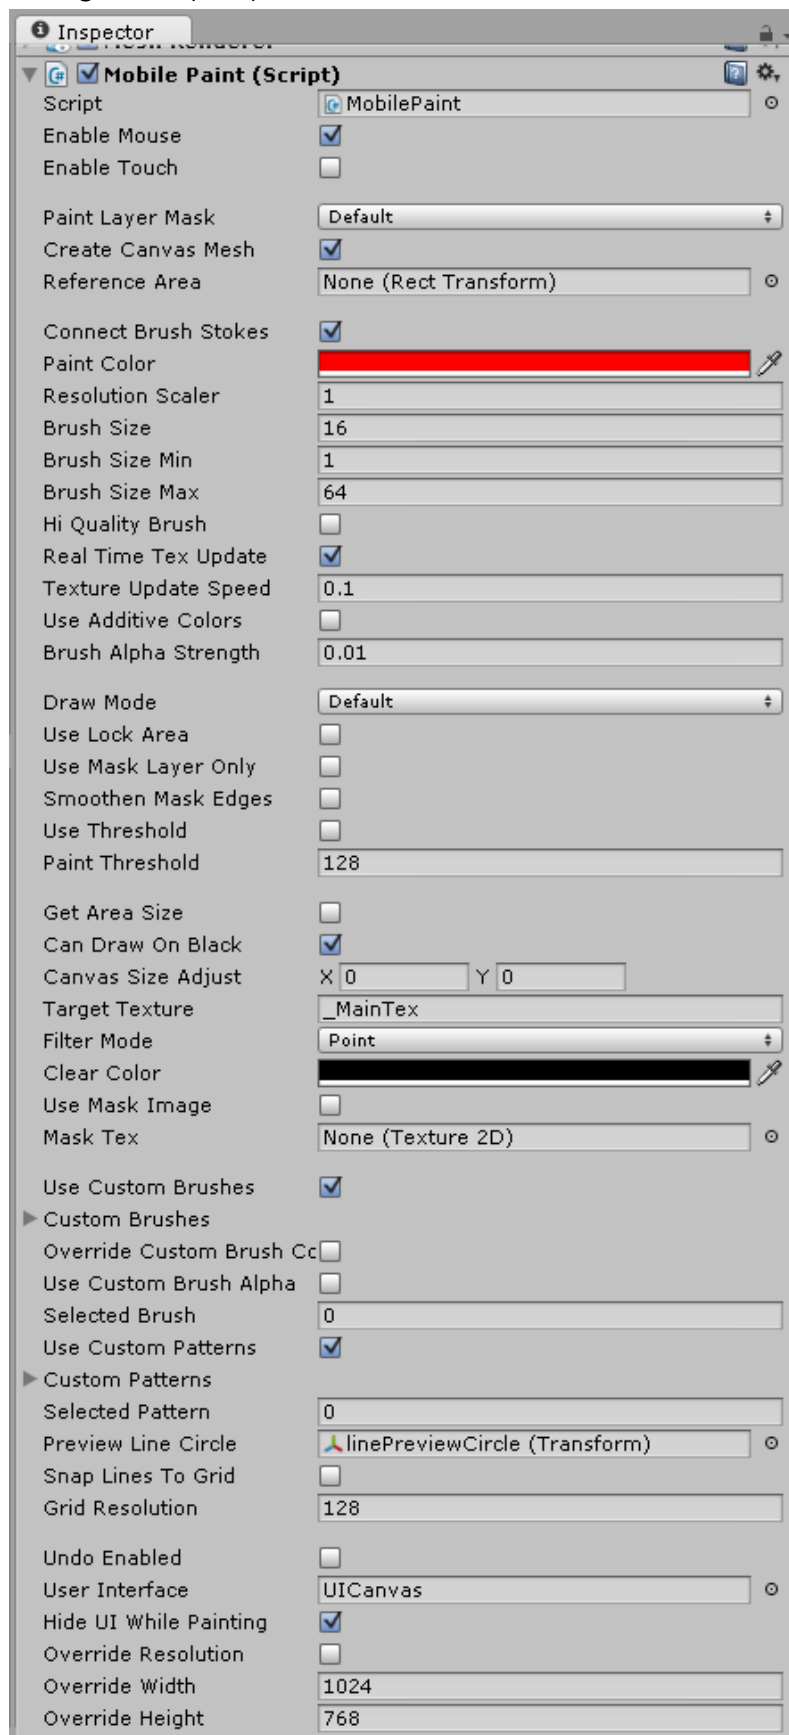 Inspector
Mobile Paint (Script)
Script MobilePaint
Enable Mouse
Enable Touch
Paint Layer Mask Default
Create Canvas Mesh
Reference Area None (Rect Transform)
Connect Brush Stokes
Paint Color
Resolution Scaler 1
Brush Size 16
Brush Size Min 1
Brush Size Max 64
Hi Quality Brush
Real Time Tex Update
Texture Update Speed 0.1
Use Additive Colors
Brush Alpha Strength 0.01
Draw Mode Default
Use Lock Area
Use Mask Layer Only
Smoothen Mask Edges
Use Threshold
Paint Threshold 128
Get Area Size
Can Draw On Black
Canvas Size Adjust X 0 Y 0
Target Texture _MainTex
Filter Mode Point
Clear Color
Use Mask Image
Mask Tex None (Texture 2D)
Use Custom Brushes
Custom Brushes
Override Custom Brush Cc
Use Custom Brush Alpha
Selected Brush 0
Use Custom Patterns
Custom Patterns
Selected Pattern 0
Preview Line Circle linePreviewCircle (Transform)
Snap Lines To Grid
Grid Resolution 128
Undo Enabled
User Interface UICanvas
Hide UI While Painting
Override Resolution
Override Width 1024
Override Height 768